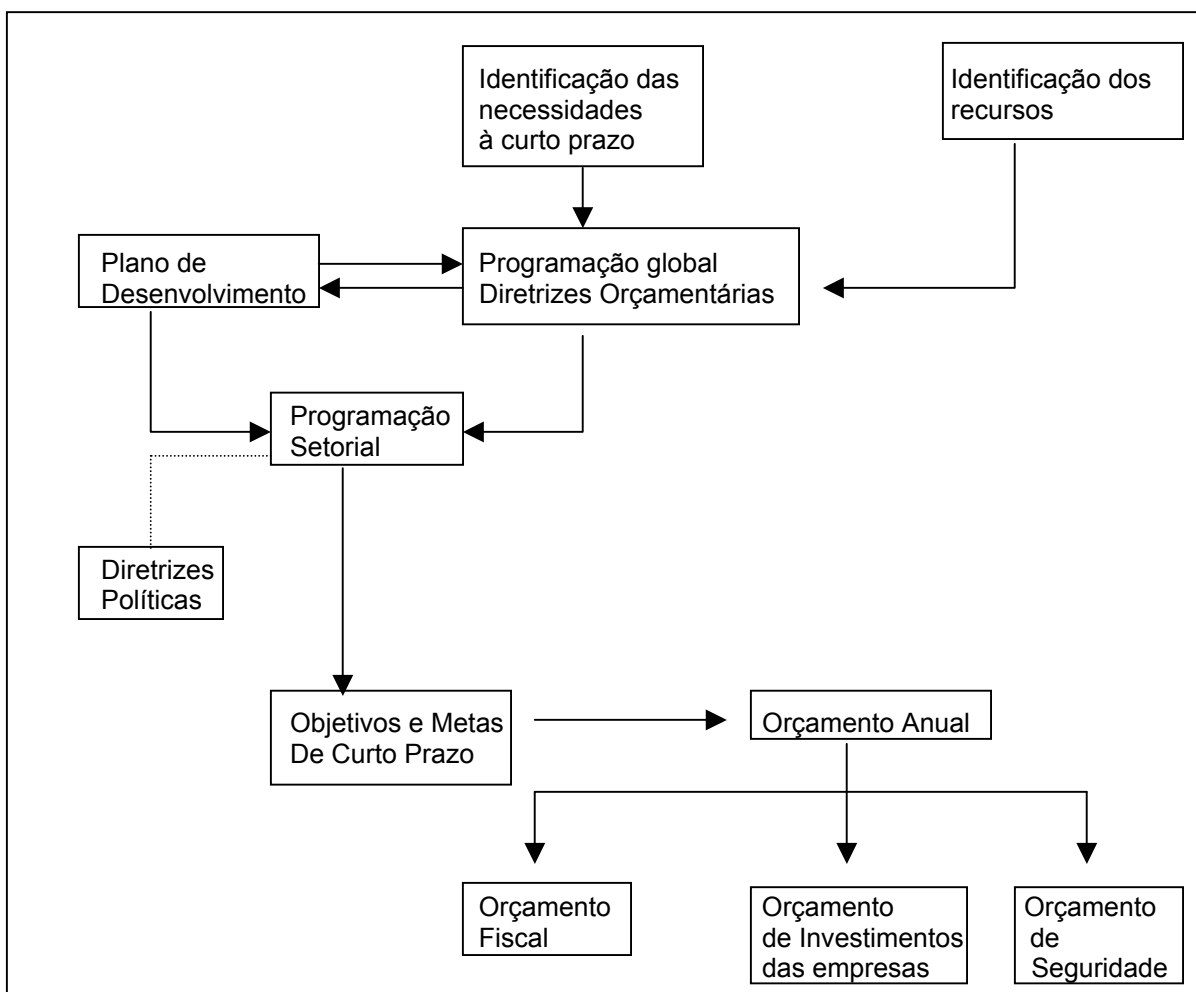 Identificação das
necessidades
à curto prazo
Identificação dos
recursos
Plano de
Desenvolvimento
Programação global
Diretrizes Orçamentárias
Programação
Setorial
Diretrizes
Políticas
Objetivos e Metas
De Curto Prazo
Orçamento Anual
Orçamento
Fiscal
Orçamento
de Investimentos
das empresas
Orçamento
de
Seguridade